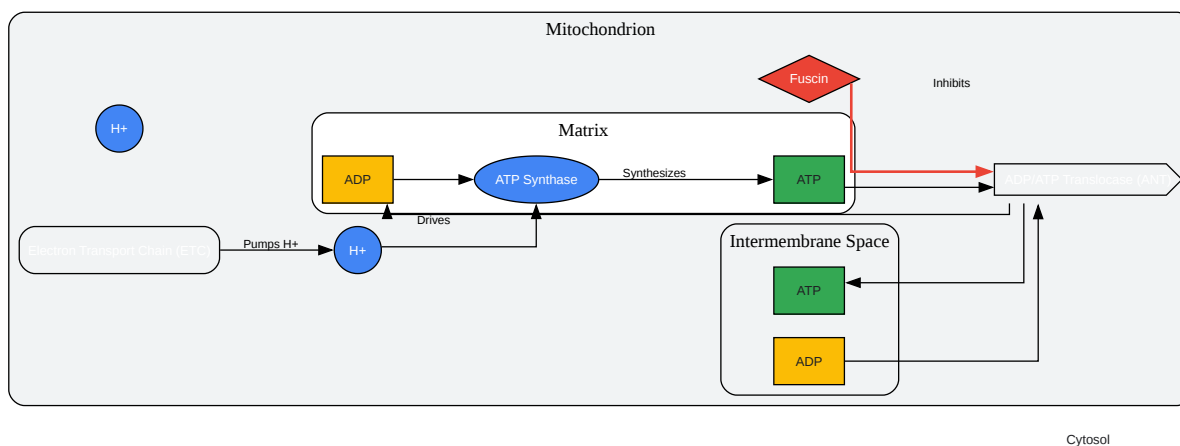 Mitochondrion
Fuscin
Inhibits
H+
Matrix
ADP
ATP Synthase
Synthesizes
ATP
ADP/ATP Translocase (ANT)
Drives
Electron Transport Chain (ETC)
Pumps H+
H+
Intermembrane Space
ATP
ADP
Cytosol